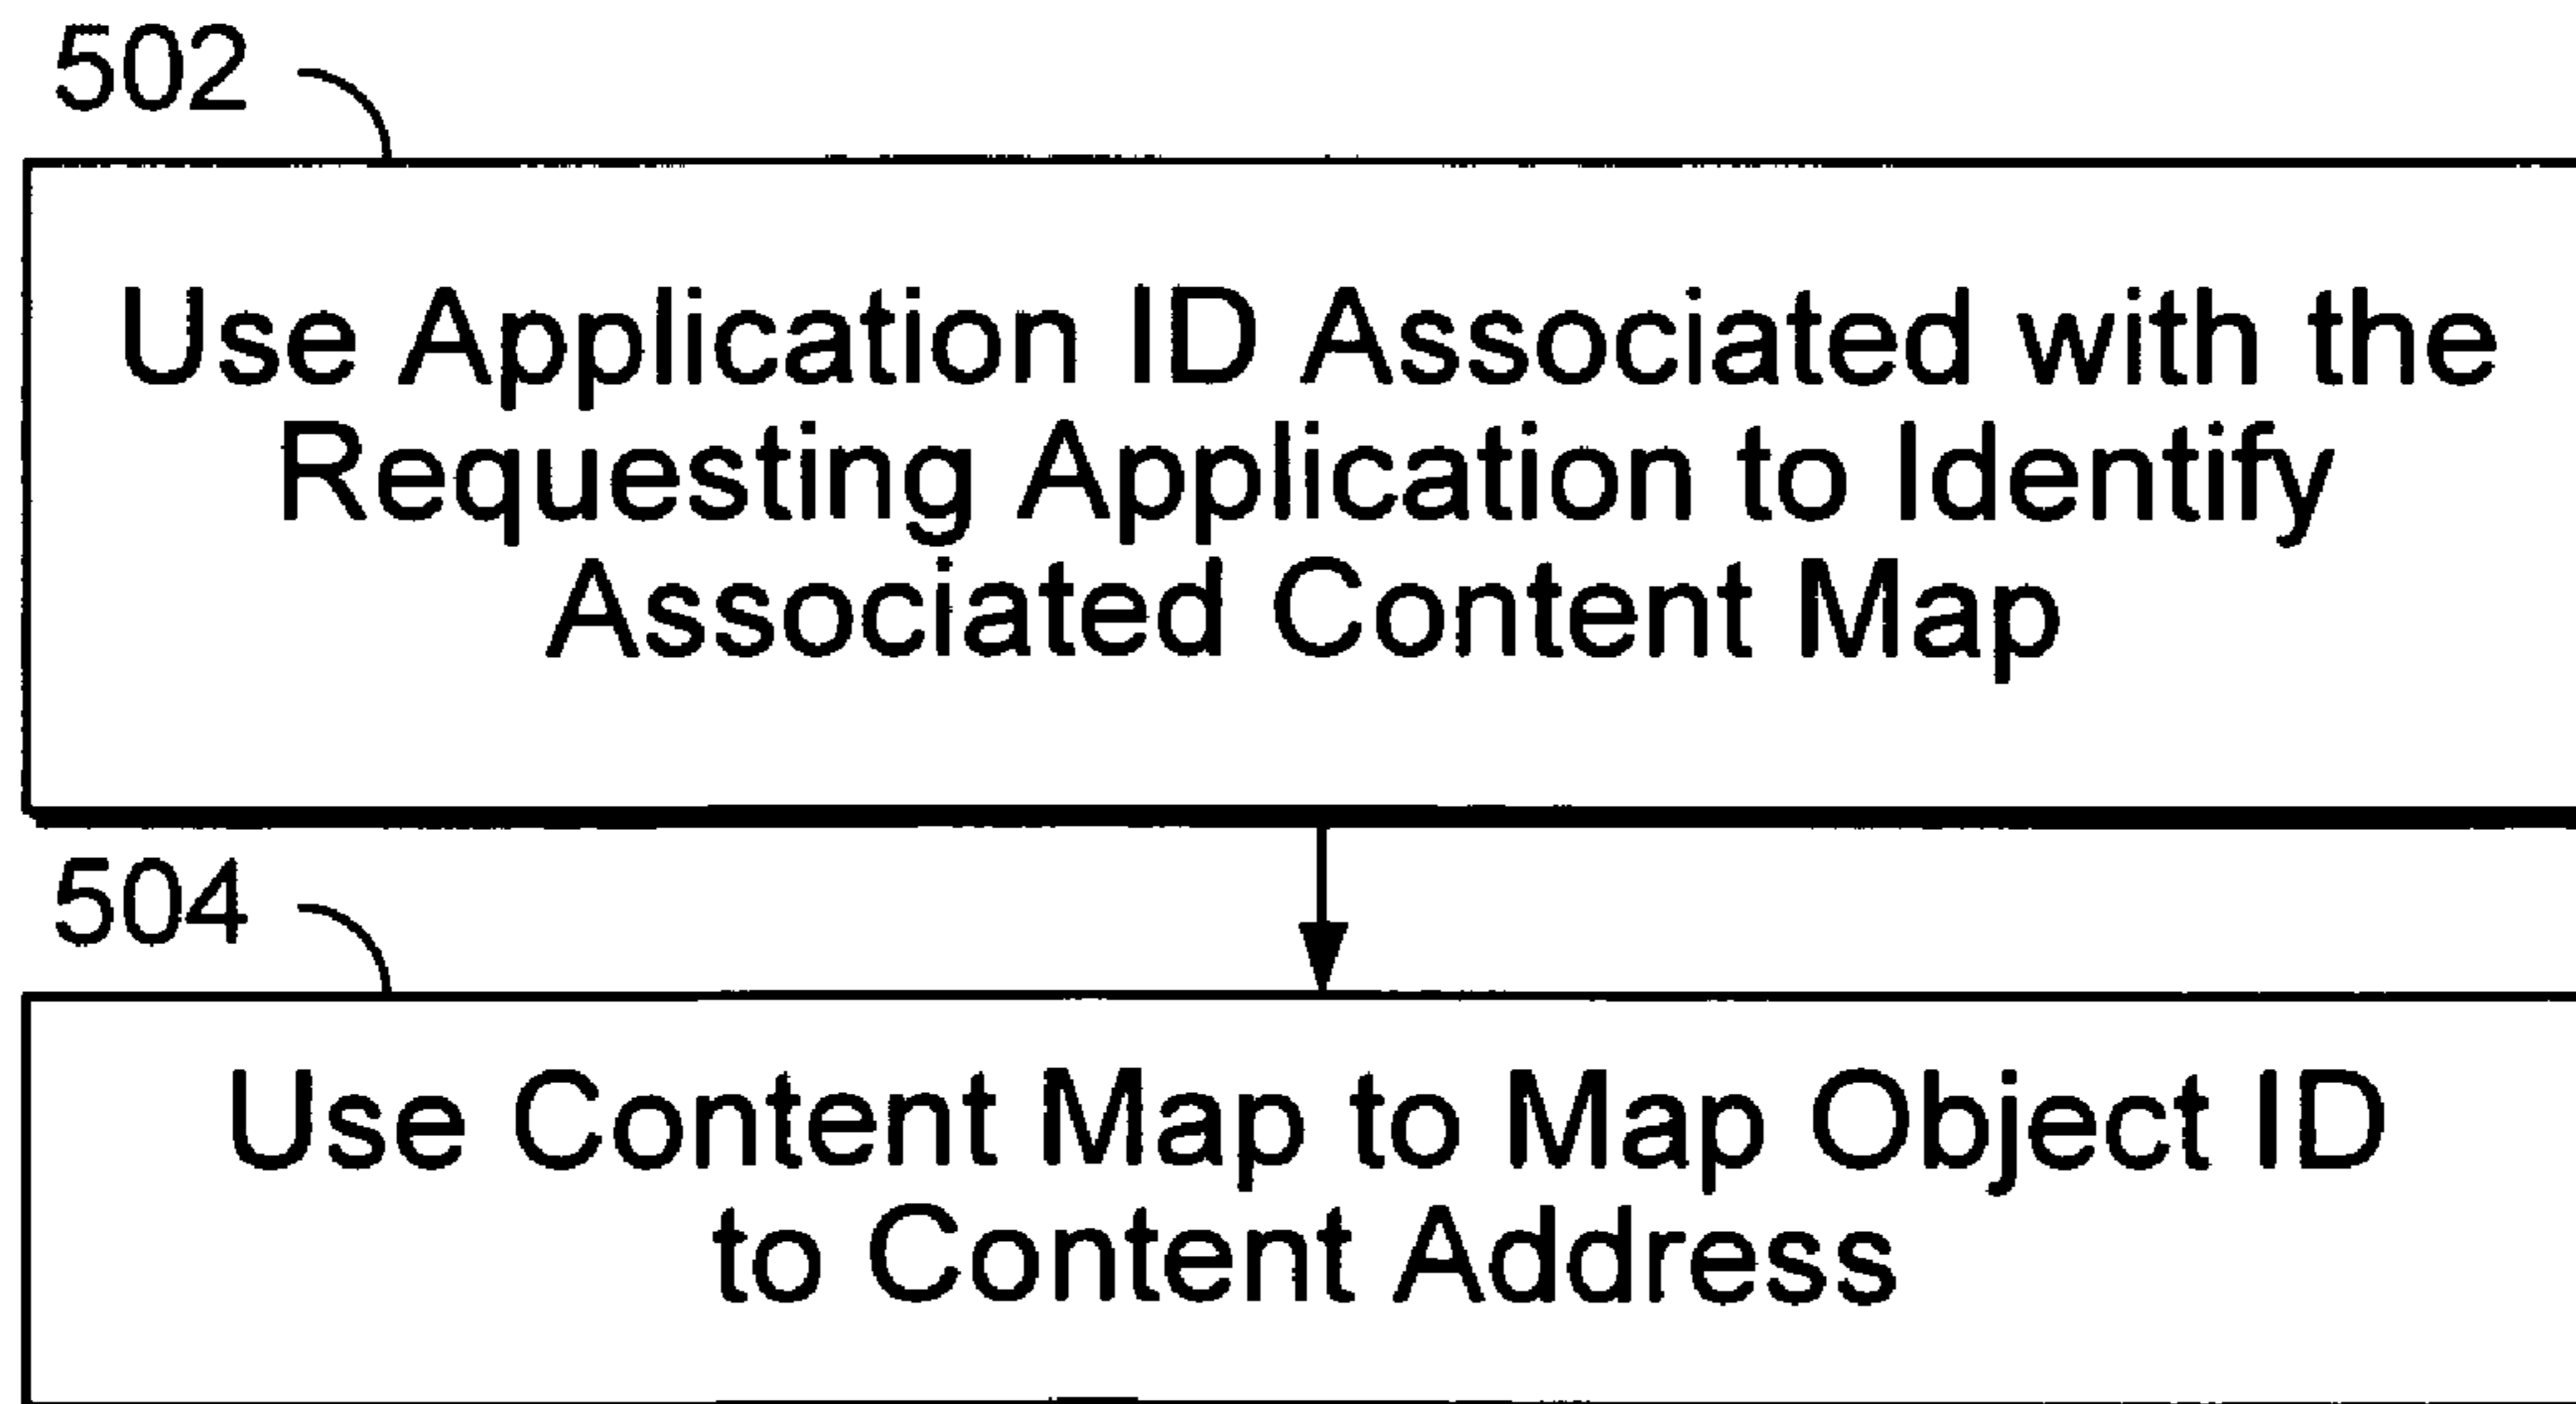 502
Use Application ID Associated with the
Requesting Application to Identify
Associated Content Map
504
Use Content Map to Map Object ID
to Content Address